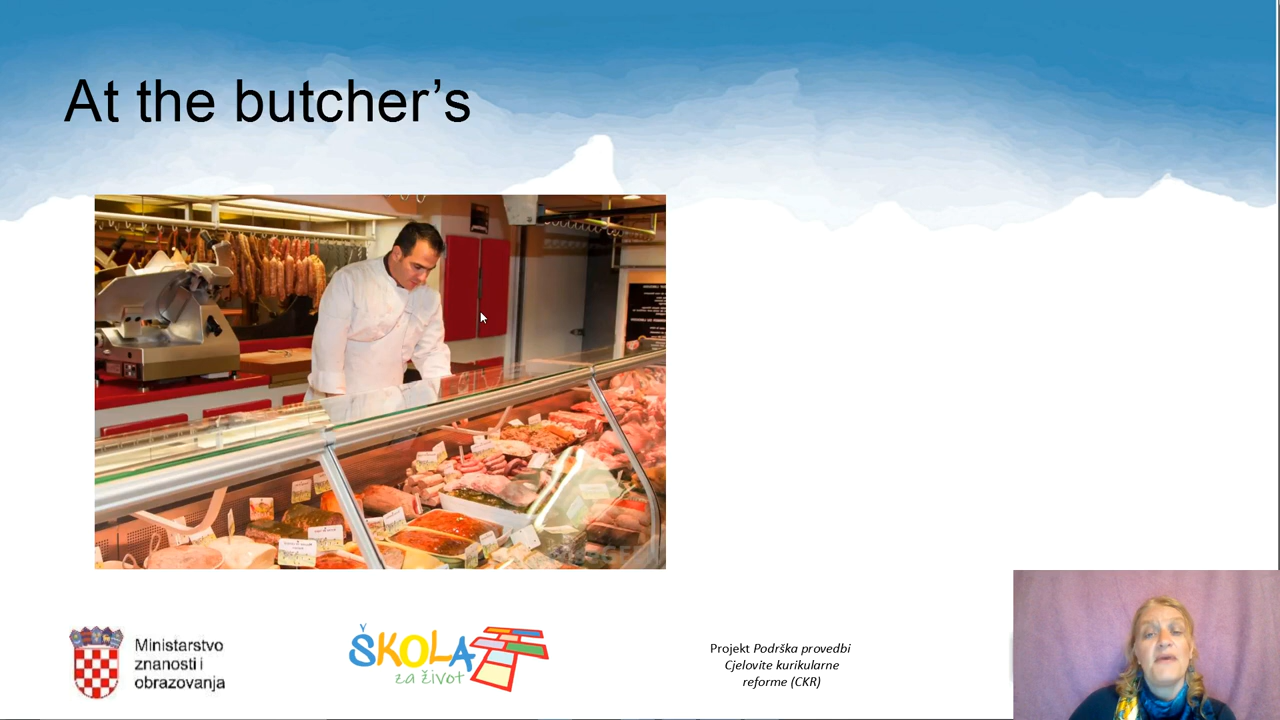 At the butcher’s
Ministarstvo
znanosti i
obrazovanja
ŠKOLA
za život
Projekt Podrška provedbi
Cjelovite kurikularne
reforme (CKR)